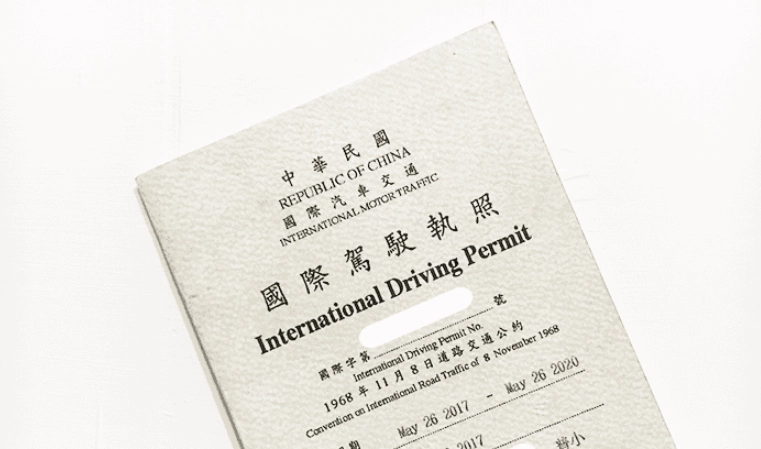 中華民國
REPUBLIC OF CHINA
國際汽車交通
INTERNATIONAL MOTOR TRAFFIC
國際駕駛執照
International Driving Permit
國際字第 號
International Driving Permit No.
1968年11月8日道路交通公約
Convention on International Road Traffic of 8 November 1968
期 May 26 2017 - May 26 2020
2017